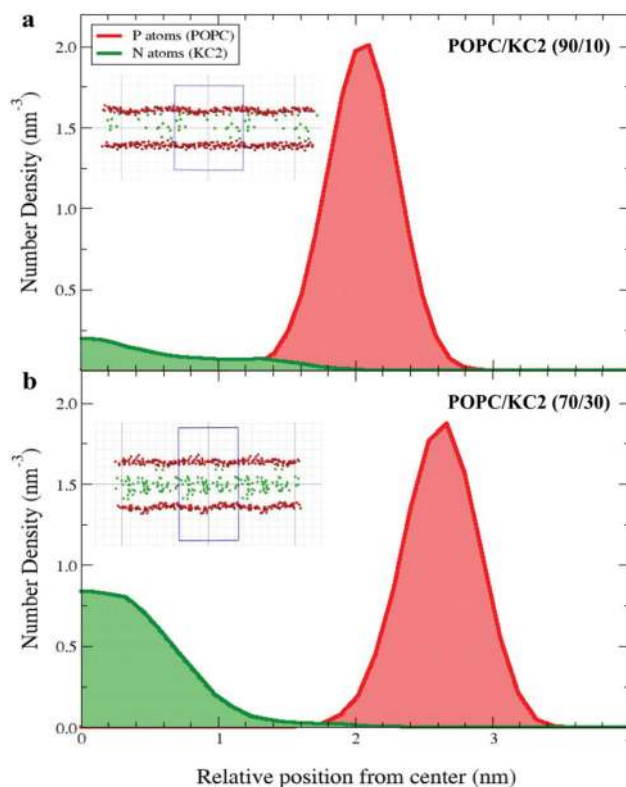 a
P atoms (POPC)
N atoms (KC2)
POPC/KC2 (90/10)
2.0
1.5
1.0
0.5
Number Density (nm⁻³)
b
POPC/KC2 (70/30)
2.0
1.5
1.0
0.5
0.0
Number Density (nm⁻³)
0
1
2
3
Relative position from center (nm)